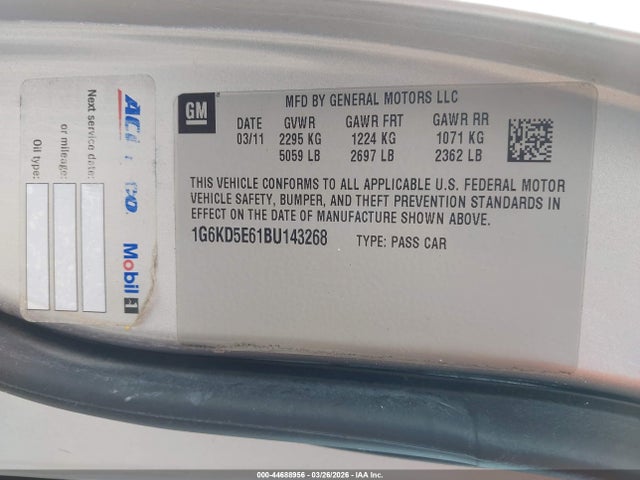 GM
MFD BY GENERAL MOTORS LLC
DATE GVWR GAWR FRT GAWR RR
03/11 2295 KG 1224 KG 1071 KG
5059 LB 2697 LB 2362 LB
THIS VEHICLE CONFORMS TO ALL APPLICABLE U.S. FEDERAL MOTOR
VEHICLE SAFETY, BUMPER, AND THEFT PREVENTION STANDARDS IN
EFFECT ON THE DATE OF MANUFACTURE SHOWN ABOVE.
1G6KD5E61BU143268 TYPE: PASS CAR
Mobil 1
Next service date:
or mileage:
Oil type:
000-44688956 | 03/26/2026 | IAA Inc.